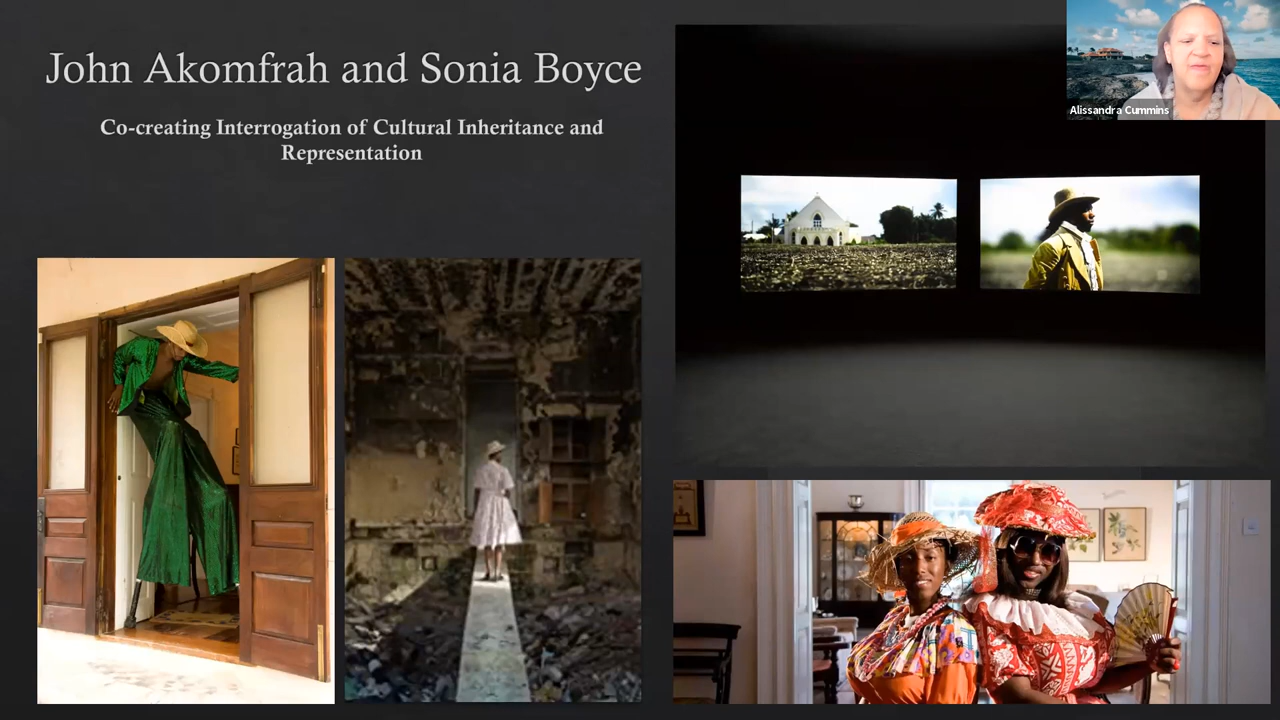 John Akomfrah and Sonia Boyce
Co-creating Interrogation of Cultural Inheritance and
Representation
Alissandra Cummins